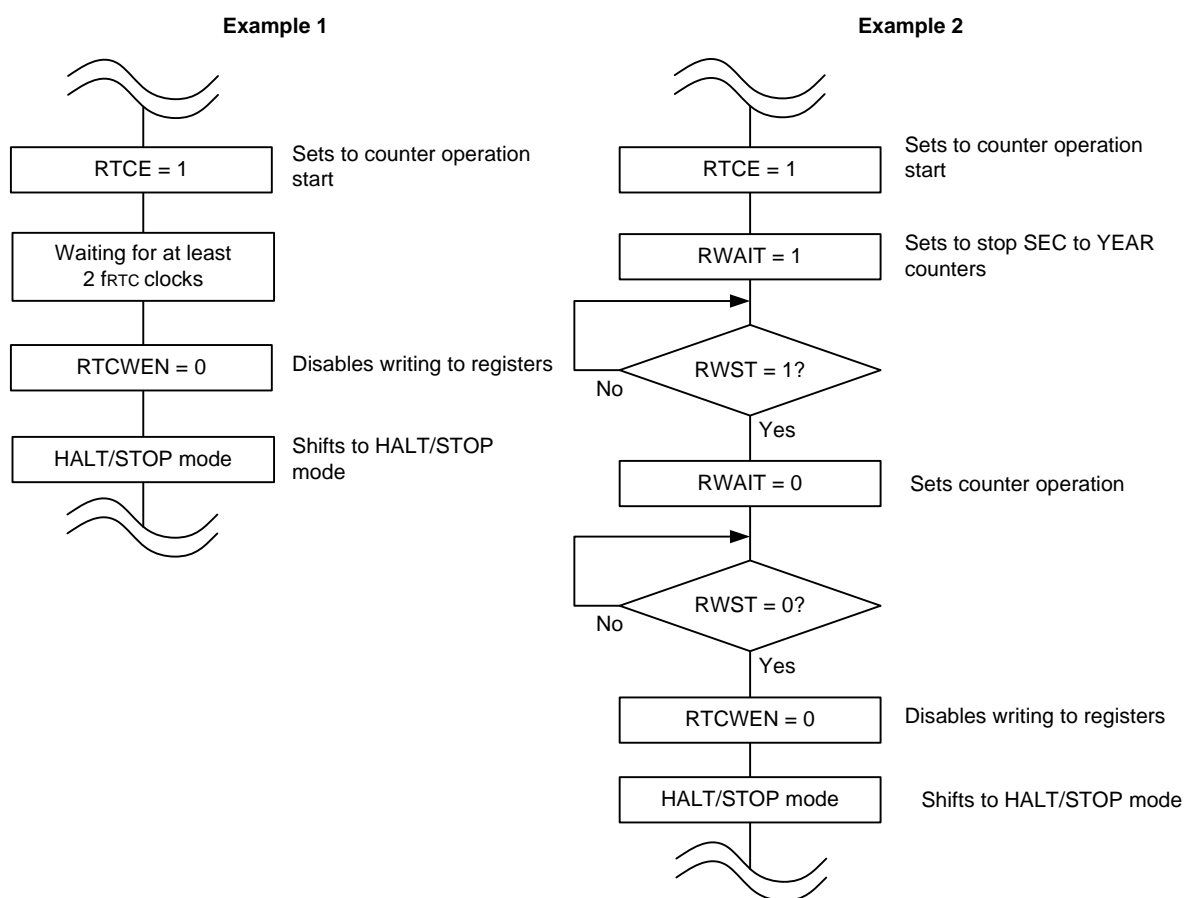 Example 1
RTCE = 1
Sets to counter operation
start
Waiting for at least
2 fRTC clocks
RTCWEN = 0
Disables writing to registers
HALT/STOP mode
Shifts to HALT/STOP
mode
Example 2
RTCE = 1
Sets to counter operation
start
RWAIT = 1
Sets to stop SEC to YEAR
counters
RWST = 1?
No
Yes
RWAIT = 0
Sets counter operation
RWST = 0?
No
Yes
RTCWEN = 0
Disables writing to registers
HALT/STOP mode
Shifts to HALT/STOP mode